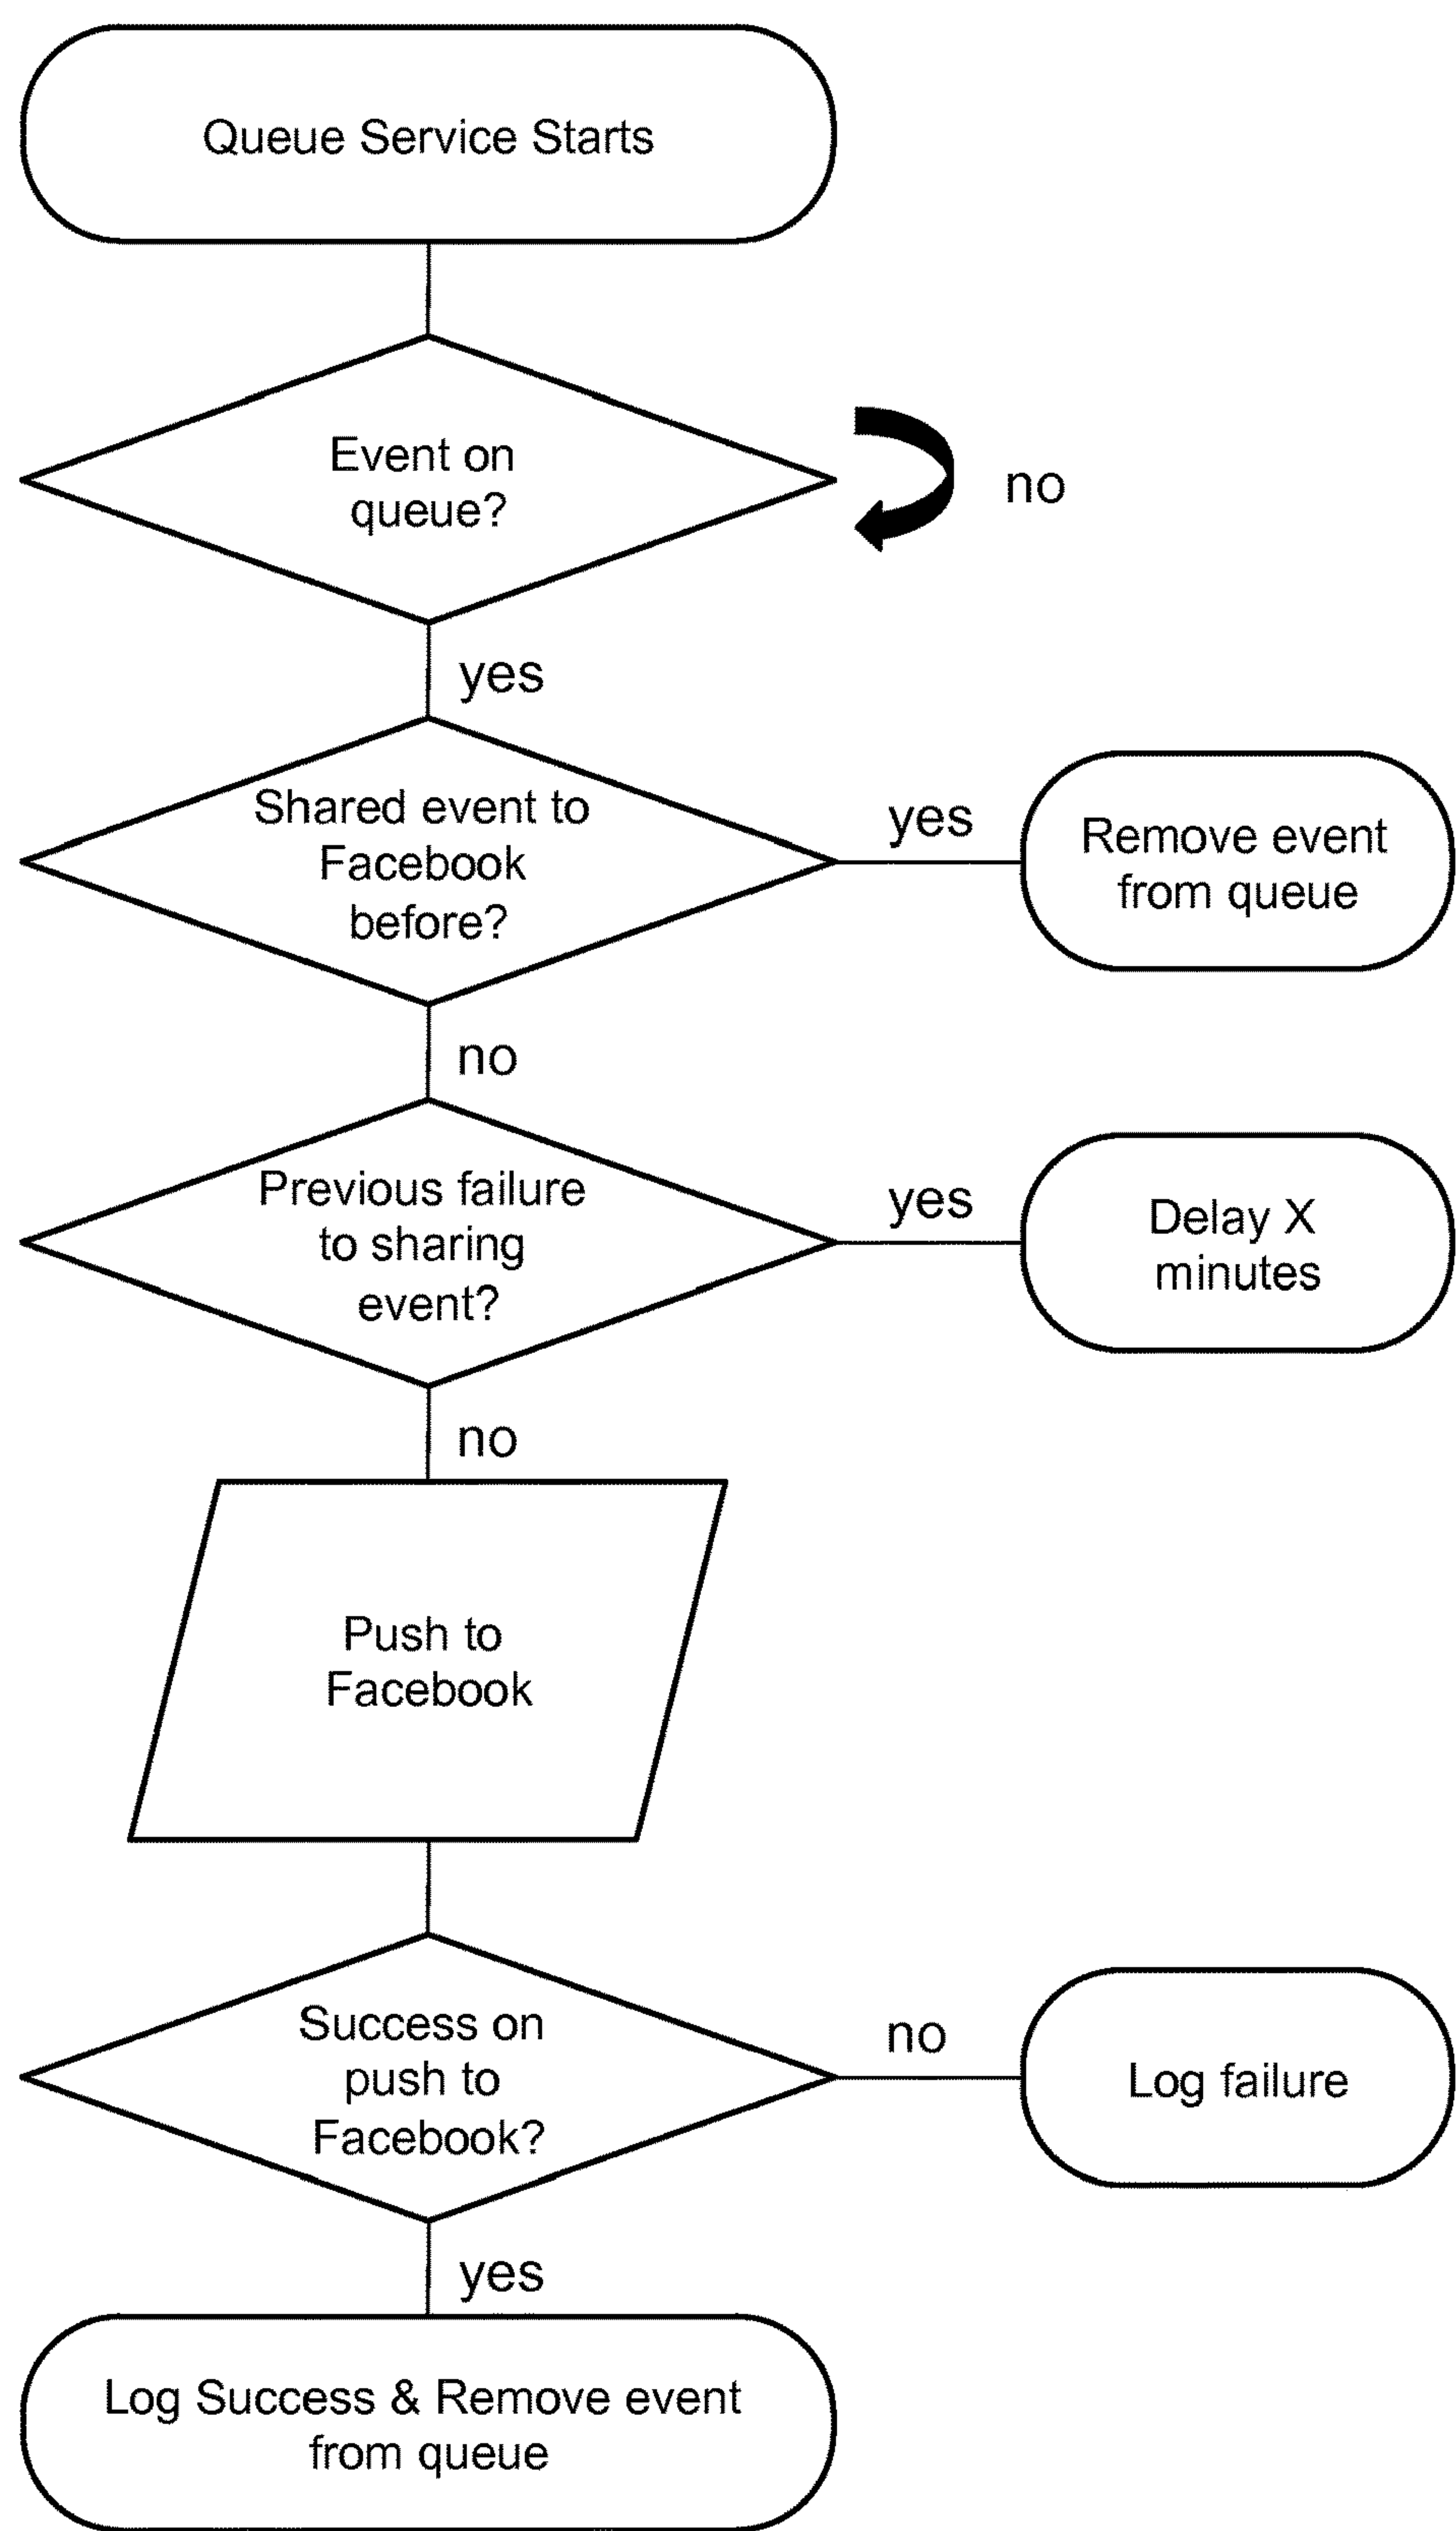 Queue Service Starts
Event on
queue?
no
yes
Shared event to
Facebook
before?
yes
Remove event
from queue
no
Previous failure
to sharing
event?
yes
Delay X
minutes
no
Push to
Facebook
Success on
push to
Facebook?
no
Log failure
yes
Log Success & Remove event
from queue